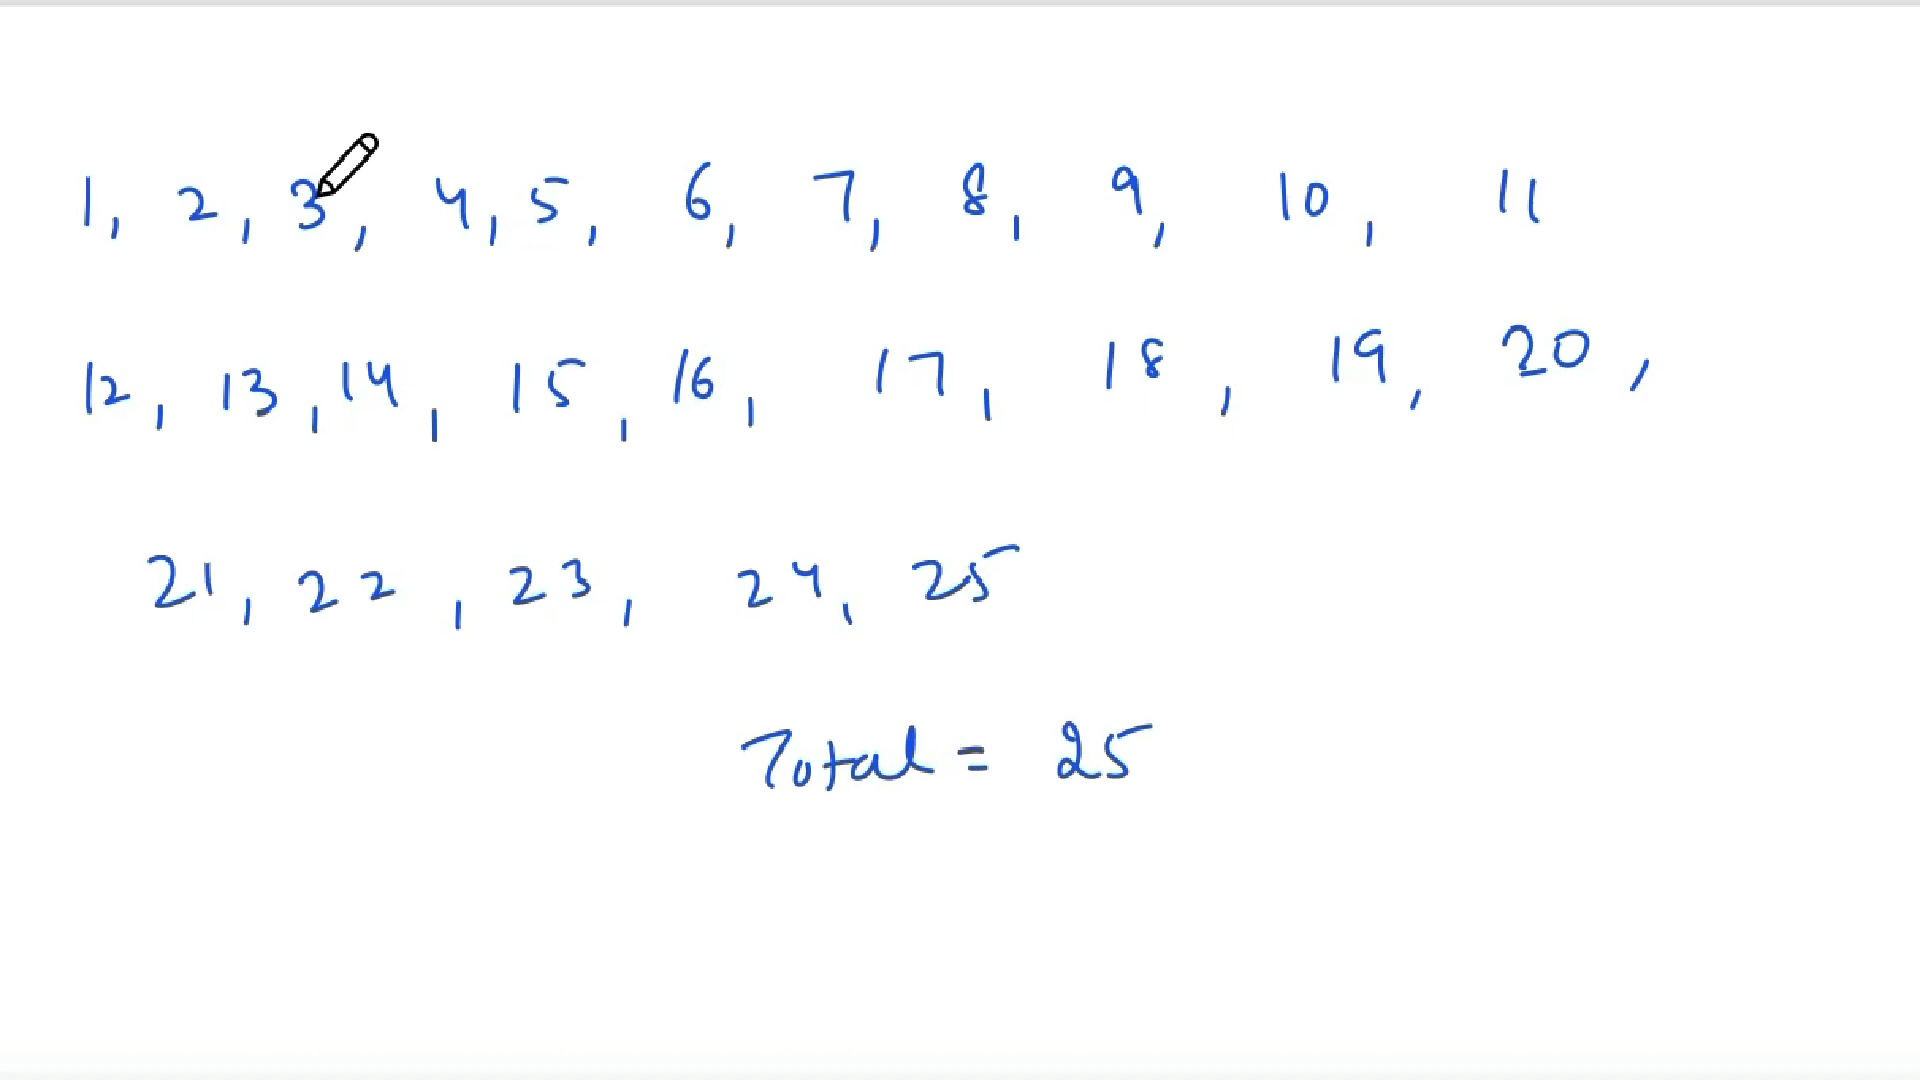 1, 2, 3, 4, 5, 6, 7, 8, 9, 10, 11
12, 13, 14, 15, 16, 17, 18, 19, 20,
21, 22, 23, 24, 25
Total = 25